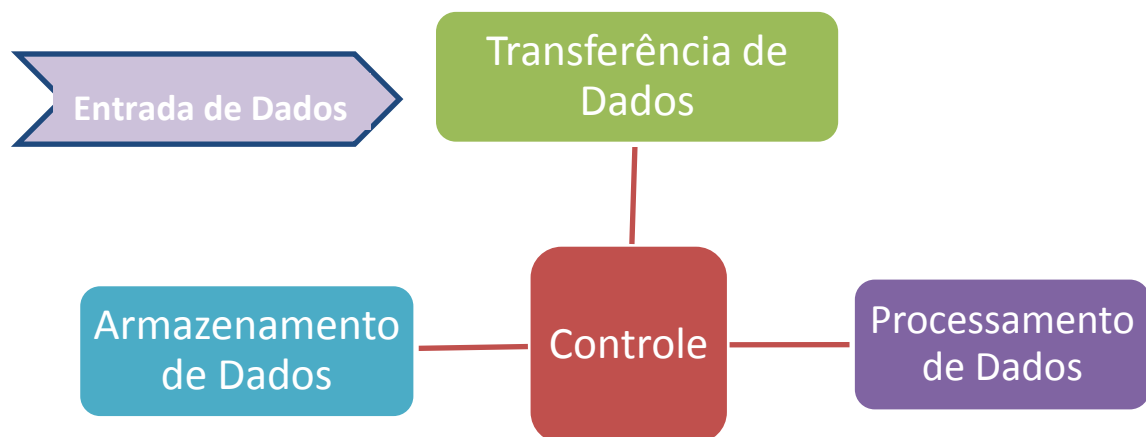 Transferência de
Dados
Entrada de Dados
Armazenamento
de Dados
Controle
Processamento
de Dados